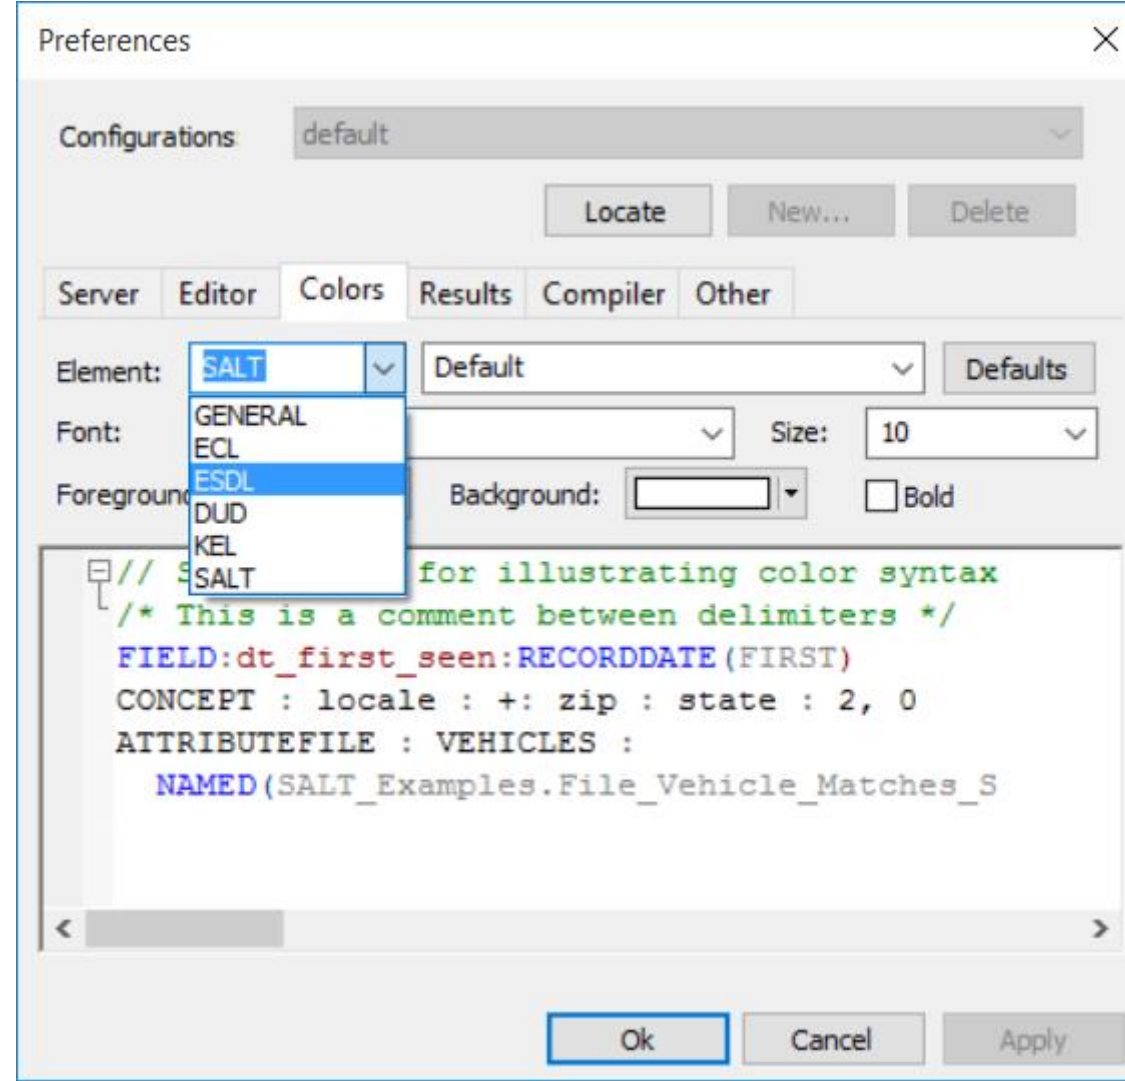 Preferences
Configurations default
Locate New... Delete
Server Editor Colors Results Compiler Other
Element: SALT Default Defaults
Font: Size: 10
GENERAL
ECL
ESDL
DUD
KEL
SALT
Background: Bold
// for illustrating color syntax
/* This is a comment between delimiters */
FIELD:dt_first_seen:RECORDDATE(FIRST)
CONCEPT : locale : +: zip : state : 2, 0
ATTRIBUTEFILE : VEHICLES :
NAMED(SALT_Examples.File_Vehicle_Matches_S
Ok Cancel Apply